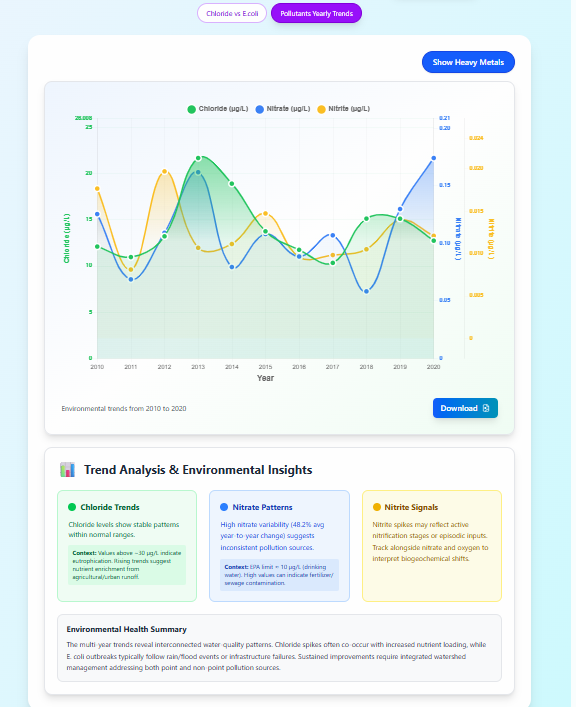 Chloride vs E.coli
Pollutants Yearly Trends
Show Heavy Metals
Chloride (µg/L)
Nitrate (µg/L)
Nitrite (µg/L)
25
20
15
10
5
0
Chloride (µg/L)
0.21
0.20
0.15
0.10
0.05
0
Nitrate (µg/L)
0.024
0.020
0.015
0.010
0.005
0
Nitrite (µg/L)
2010 2011 2012 2013 2014 2015 2016 2017 2018 2019 2020
Year
Environmental trends from 2010 to 2020
Download
Trend Analysis & Environmental Insights
Chloride Trends
Chloride levels show stable patterns
within normal ranges.
Context: Values above ~30 µg/L indicate
eutrophication. Rising trends suggest
nutrient enrichment from
agricultural/urban runoff.
Nitrate Patterns
High nitrate variability (48.2% avg
year-to-year change) suggests
inconsistent pollution sources.
Context: EPA limit = 10 µg/L (drinking
water). High values can indicate fertilizer/
sewage contamination.
Nitrite Signals
Nitrite spikes may reflect active
nitrification stages or episodic inputs.
Track alongside nitrate and oxygen to
interpret biogeochemical shifts.
Environmental Health Summary
The multi-year trends reveal interconnected water-quality patterns. Chloride spikes often co-occur with increased nutrient loading, while
E. coli outbreaks typically follow rain/flood events or infrastructure failures. Sustained improvements require integrated watershed
management addressing both point and non-point pollution sources.